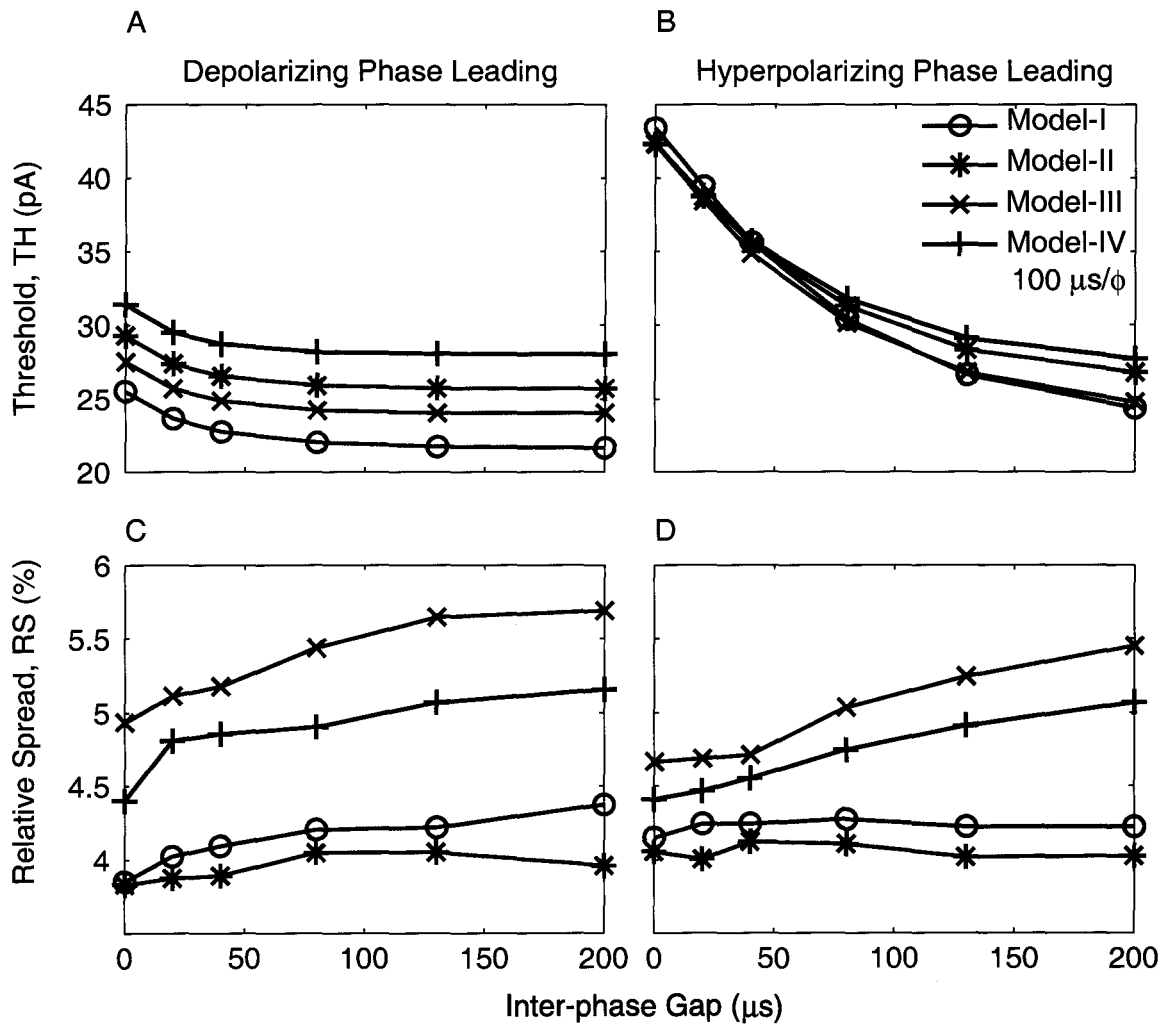 A
B
Depolarizing Phase Leading
Hyperpolarizing Phase Leading
Threshold, TH (pA)
45
40
35
30
25
20
Model-I
Model-II
Model-III
Model-IV
100 μs/ϕ
C
D
Relative Spread, RS (%)
6
5.5
5
4.5
4
0 50 100 150 200
0 50 100 150 200
Inter-phase Gap (μs)